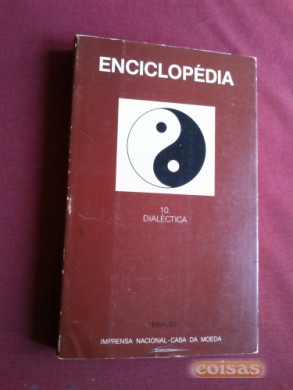 ENCICLOPÉDIA
10.
DIALÉCTICA
EINAUDI
IMPRENSA NACIONAL-CASA DA MOEDA
coisas